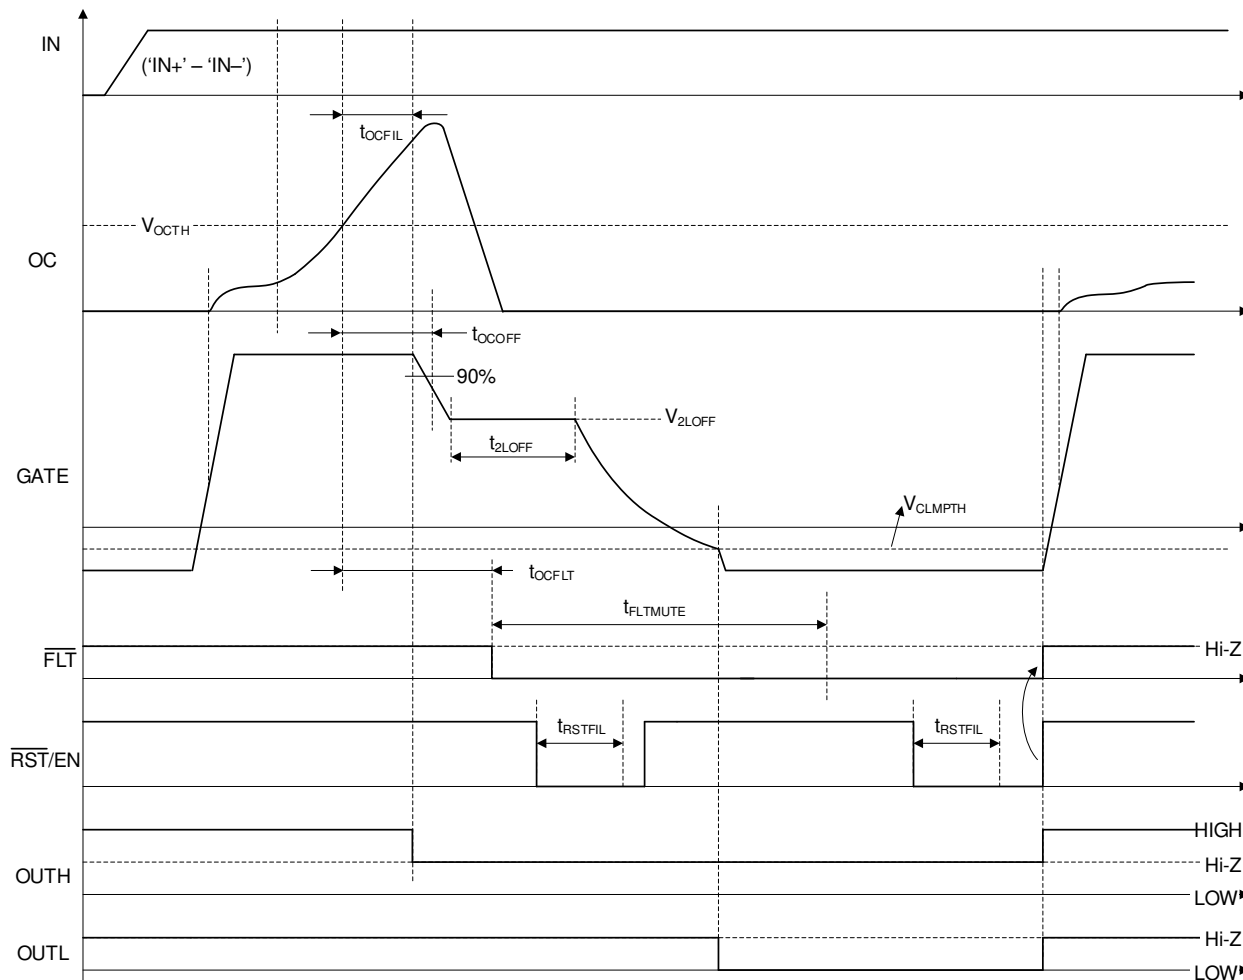 IN
('IN+' – 'IN–')
tOCFIL
VOCTH
OC
tOCOFF
90%
V2LOFF
t2LOFF
GATE
VCLMPTH
tOCFLT
tFLTMUTE
FLT
Hi-Z
tRSTFIL
tRSTFIL
RST/EN
HIGH
Hi-Z
OUTH
LOW
Hi-Z
OUTL
LOW